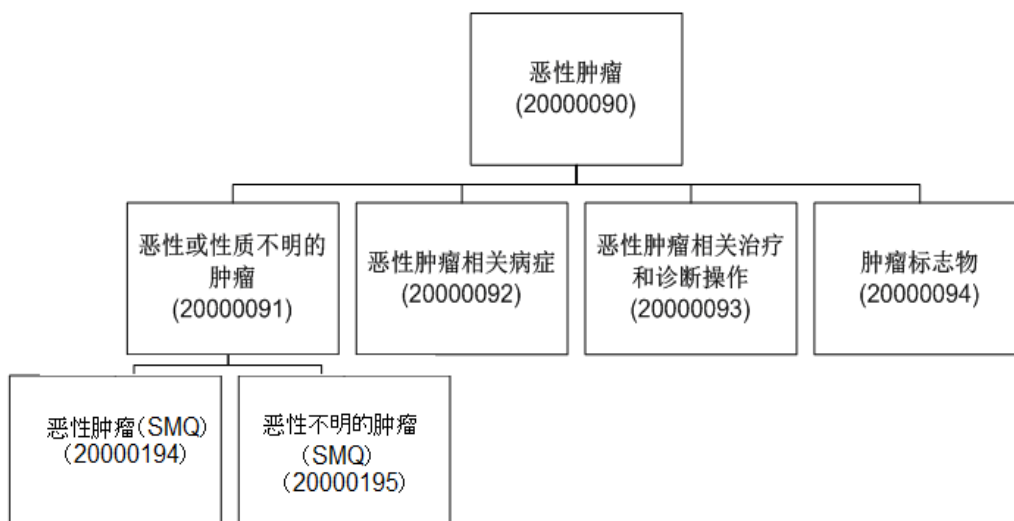 恶性肿瘤
(20000090)
恶性或性质不明的
肿瘤
(20000091)
恶性肿瘤相关病症
(20000092)
恶性肿瘤相关治疗
和诊断操作
(20000093)
肿瘤标志物
(20000094)
恶性肿瘤(SMQ)
(20000194)
恶性不明的肿瘤
(SMQ)
(20000195)